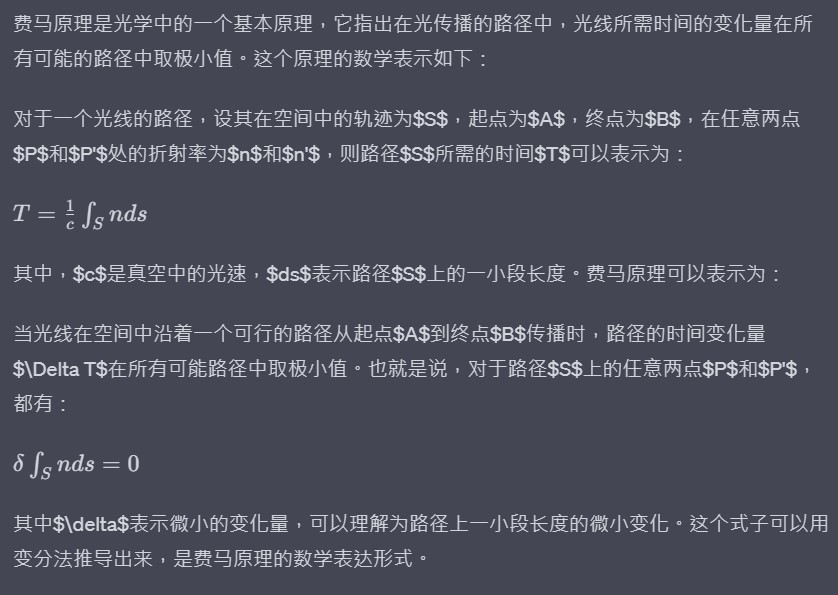 费马原理是光学中的一个基本原理，它指出在光传播的路径中，光线所需时间的变化量在所
有可能的路径中取极小值。这个原理的数学表示如下：
对于一个光线的路径，设其在空间中的轨迹为$S$，起点为$A$，终点为$B$，在任意两点
$P$和$P'$处的折射率为$n$和$n'$，则路径$S$所需的时间$T$可以表示为：
T = \frac{1}{c} \int_S nds
其中，$c$是真空中的光速，$ds$表示路径$S$上的一小段长度。费马原理可以表示为：
当光线在空间中沿着一个可行的路径从起点$A$到终点$B$传播时，路径的时间变化量
$\Delta T$在所有可能路径中取极小值。也就是说，对于路径$S$上的任意两点$P$和$P'$，
都有：
δ \int_S nds = 0
其中$\delta$表示微小的变化量，可以理解为路径上一小段长度的微小变化。这个式子可以用
变分法推导出来，是费马原理的数学表达形式。